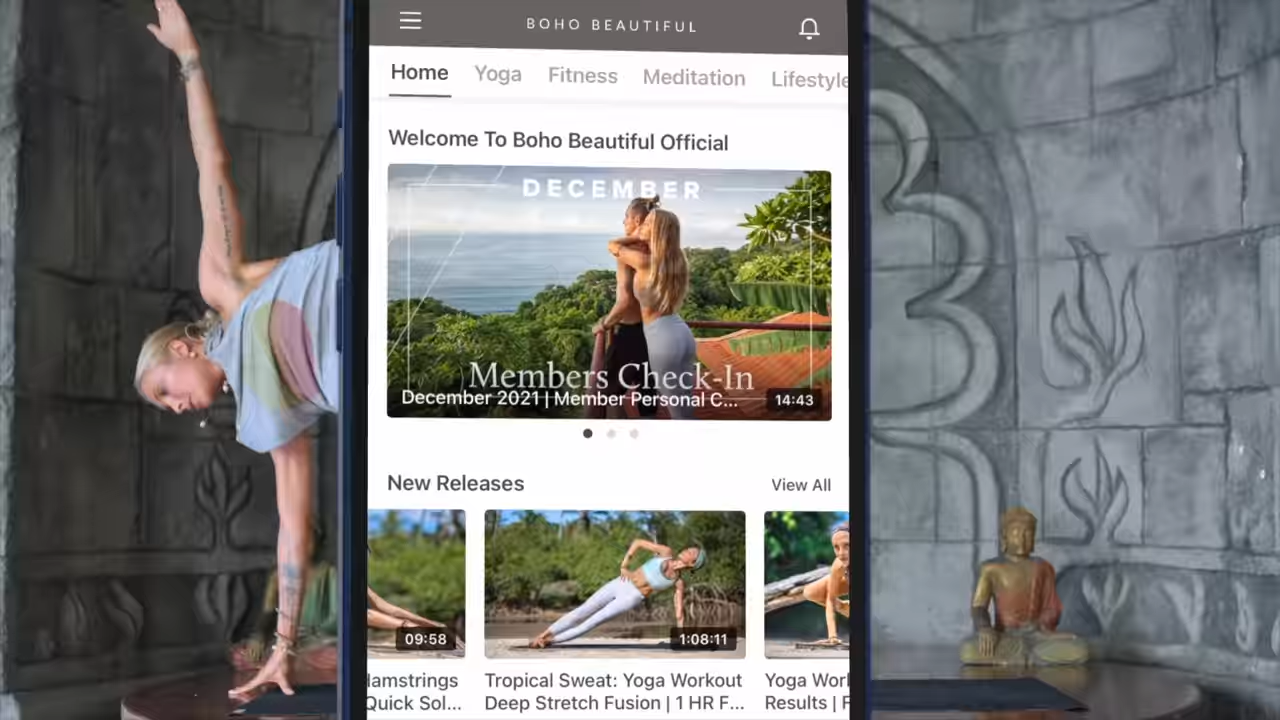 BOHO BEAUTIFUL
Home Yoga Fitness Meditation Lifestyle
Welcome To Boho Beautiful Official
DECEMBER
Members Check-In
December 2021 | Member Personal C... 14:43
New Releases View All
09:58 1:08:11
Hamstrings Tropical Sweat: Yoga Workout Yoga Wor
Quick Sol... Deep Stretch Fusion | 1 HR F... Results | F